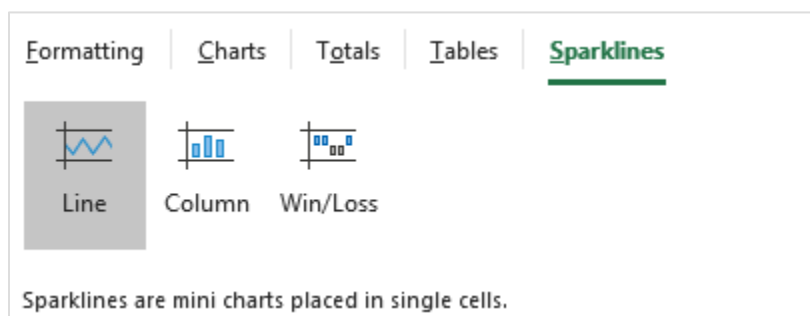 Formatting Charts Totals Tables Sparklines
Line Column Win/Loss
Sparklines are mini charts placed in single cells.